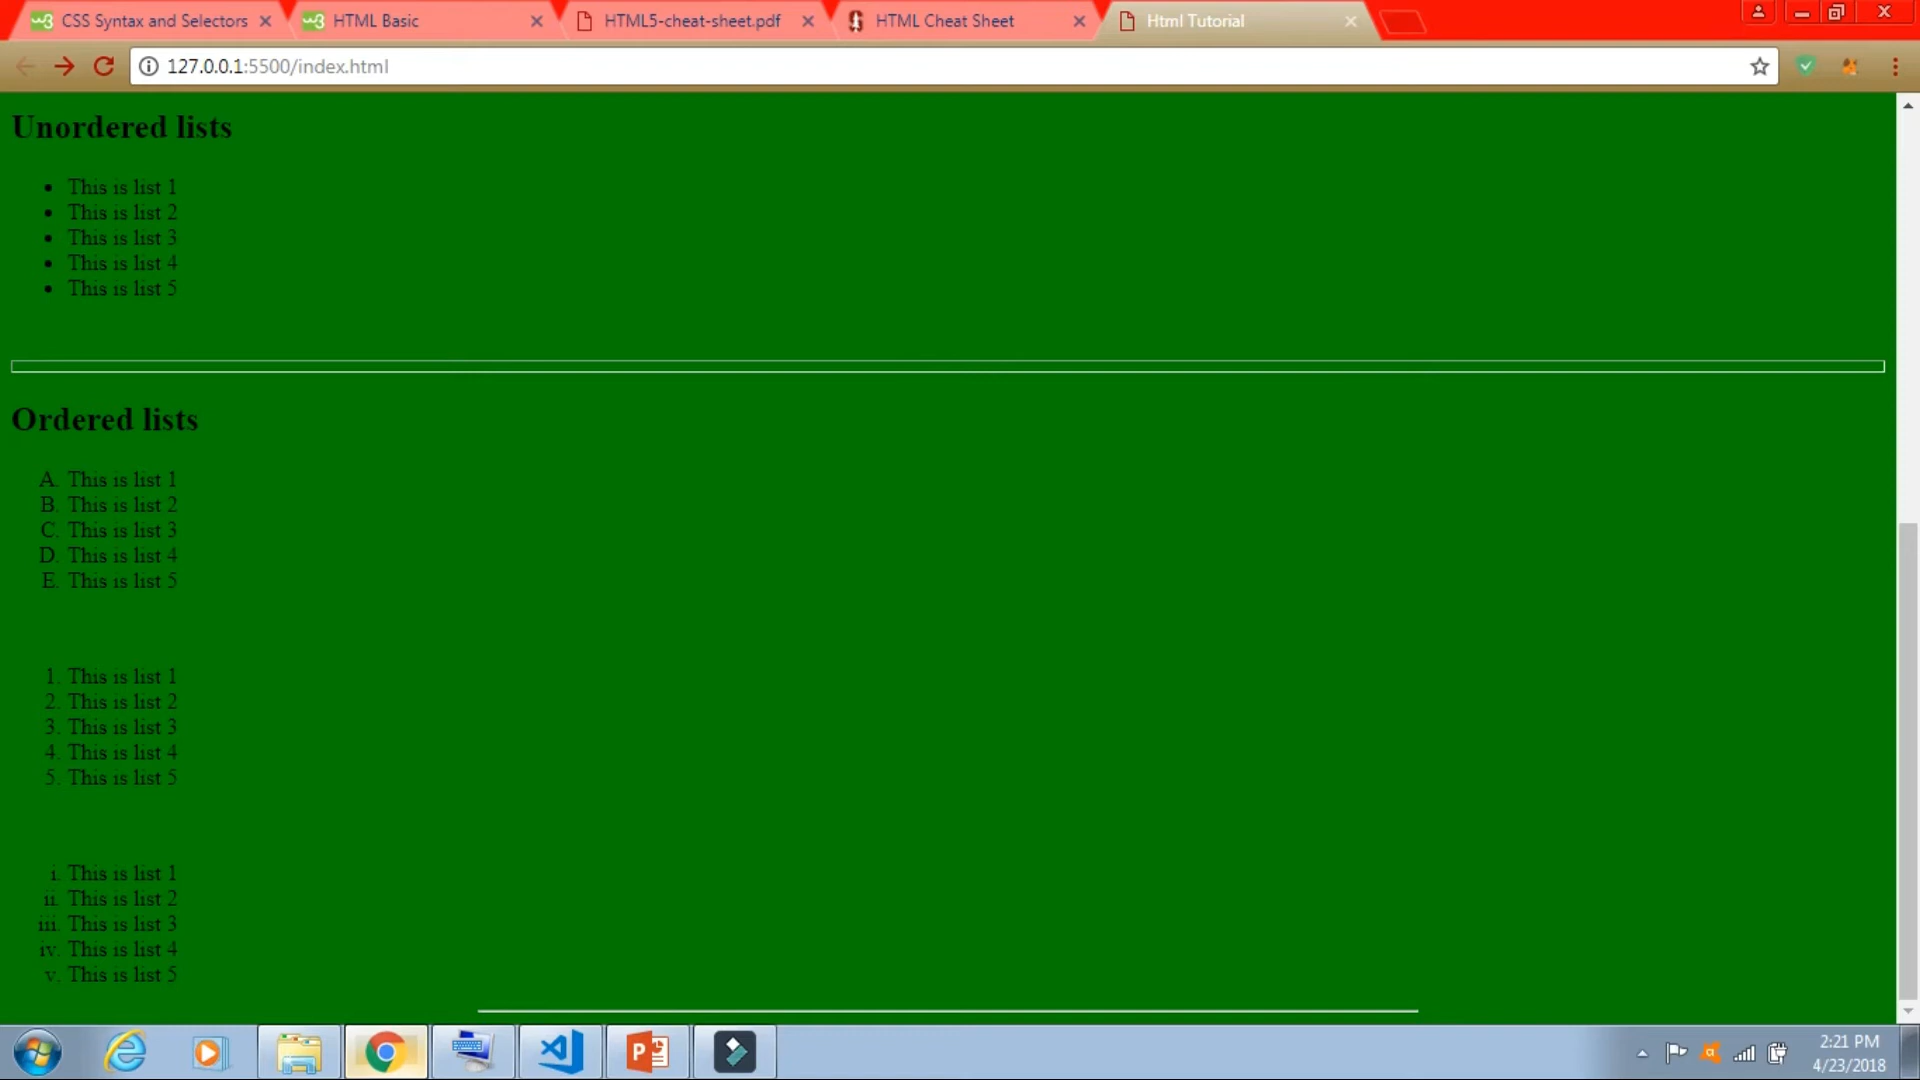 CSS Syntax and Selectors
HTML Basic
HTML5-cheat-sheet.pdf
HTML Cheat Sheet
Html Tutorial
127.0.0.1:5500/index.html
Unordered lists
• This is list 1
• This is list 2
• This is list 3
• This is list 4
• This is list 5
Ordered lists
A. This is list 1
B. This is list 2
C. This is list 3
D. This is list 4
E. This is list 5
1. This is list 1
2. This is list 2
3. This is list 3
4. This is list 4
5. This is list 5
i. This is list 1
ii. This is list 2
iii. This is list 3
iv. This is list 4
v. This is list 5
2:21 PM
4/23/2018